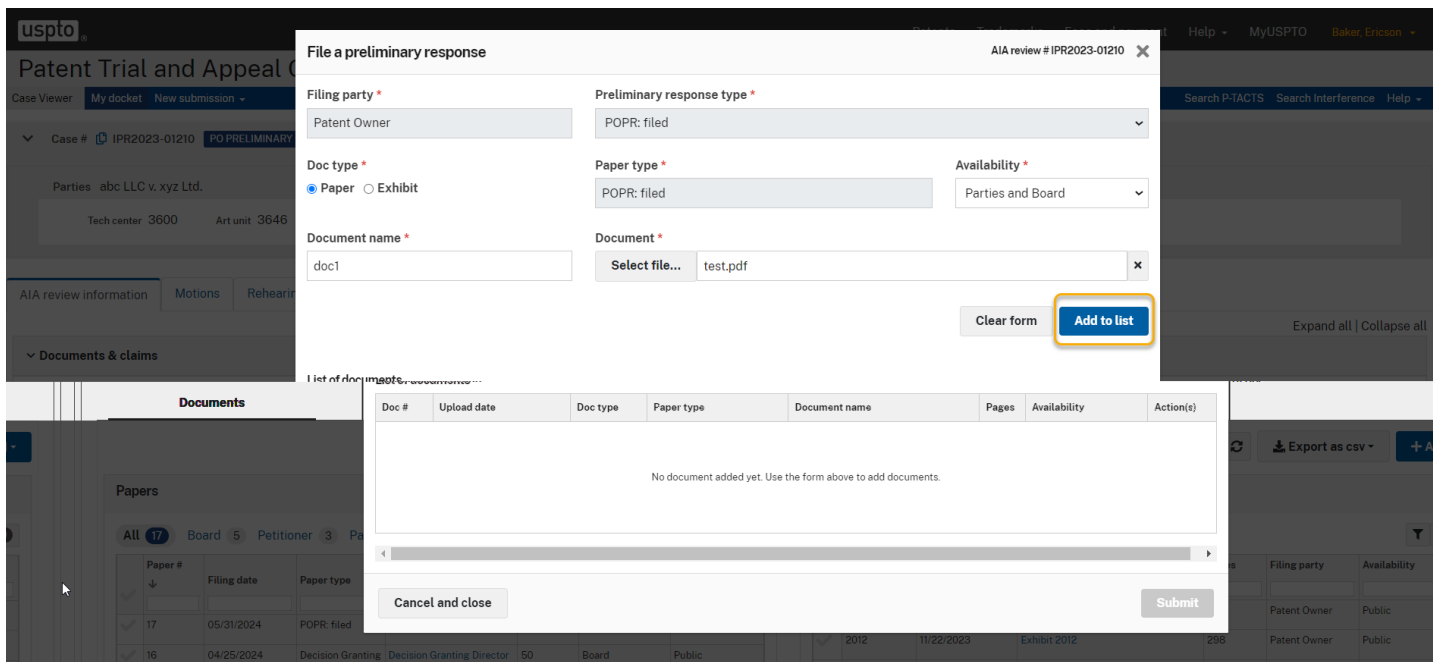 uspto
Help
MyUSPTO
Baker, Ericson
Patent Trial and Appeal
Case Viewer
My docket
New submission
Search P-TACTS
Search Interference
Help
Case # IPR2023-01210
PO PRELIMINARY
Parties abc LLC v. xyz Ltd.
Tech center 3600
Art unit 3646
AIA review information
Motions
Expand all | Collapse all
Documents & claims
File a preliminary response
AIA review # IPR2023-01210
Filing party *
Preliminary response type *
Patent Owner
POPR: filed
Doc type *
Paper type *
Availability *
Paper
Exhibit
POPR: filed
Parties and Board
Document name *
Document *
doc1
Select file...
test.pdf
Clear form
Add to list
List of documents
Documents
Doc #
Upload date
Doc type
Paper type
Document name
Pages
Availability
Action(s)
No document added yet. Use the form above to add documents.
Cancel and close
Submit
Export as csv
Papers
All 17
Board 5
Petitioner 3
Paper #
Filing date
Paper type
Filing party
Availability
17
05/31/2024
POPR: filed
Patent Owner
Public
2012
11/22/2023
Exhibit 2012
298
Patent Owner
Public
16
04/25/2024
Decision Granting
Decision Granting Director
50
Board
Public